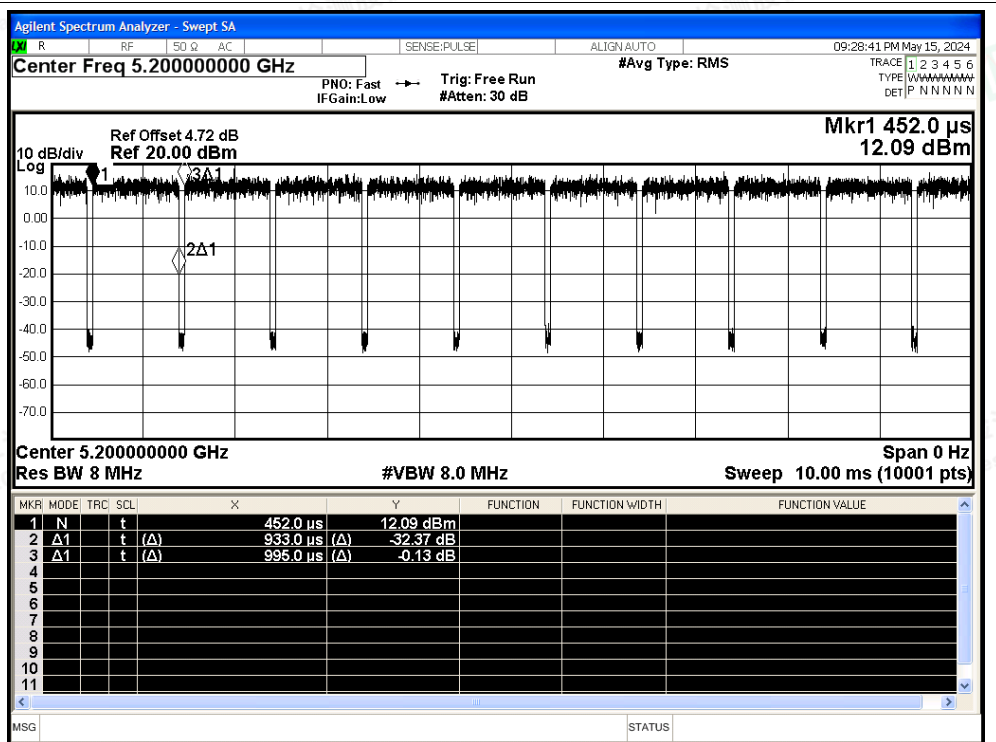 Agilent Spectrum Analyzer - Swept SA
LXI R RF 50 Ω AC SENSE:PULSE ALIGN AUTO 09:28:41 PM May 15, 2024
Center Freq 5.200000000 GHz #Avg Type: RMS TRACE 1 2 3 4 5 6
PNO: Fast Trig: Free Run TYPE WWWWWW
IFGain:Low #Atten: 30 dB DET P N N N N N
Mkr1 452.0 µs
Ref Offset 4.72 dB
10 dB/div Ref 20.00 dBm 12.09 dBm
Log
1 3Δ1
10.0
0.00
-10.0
2Δ1
-20.0
-30.0
-40.0
-50.0
-60.0
-70.0
Center 5.200000000 GHz Span 0 Hz
Res BW 8 MHz #VBW 8.0 MHz Sweep 10.00 ms (10001 pts)
MKR MODE TRC SCL X Y FUNCTION FUNCTION WIDTH FUNCTION VALUE
1 N t 452.0 µs 12.09 dBm
2 Δ1 t (Δ) 933.0 µs (Δ) -32.37 dB
3 Δ1 t (Δ) 995.0 µs (Δ) -0.13 dB
4
5
6
7
8
9
10
11
MSG STATUS